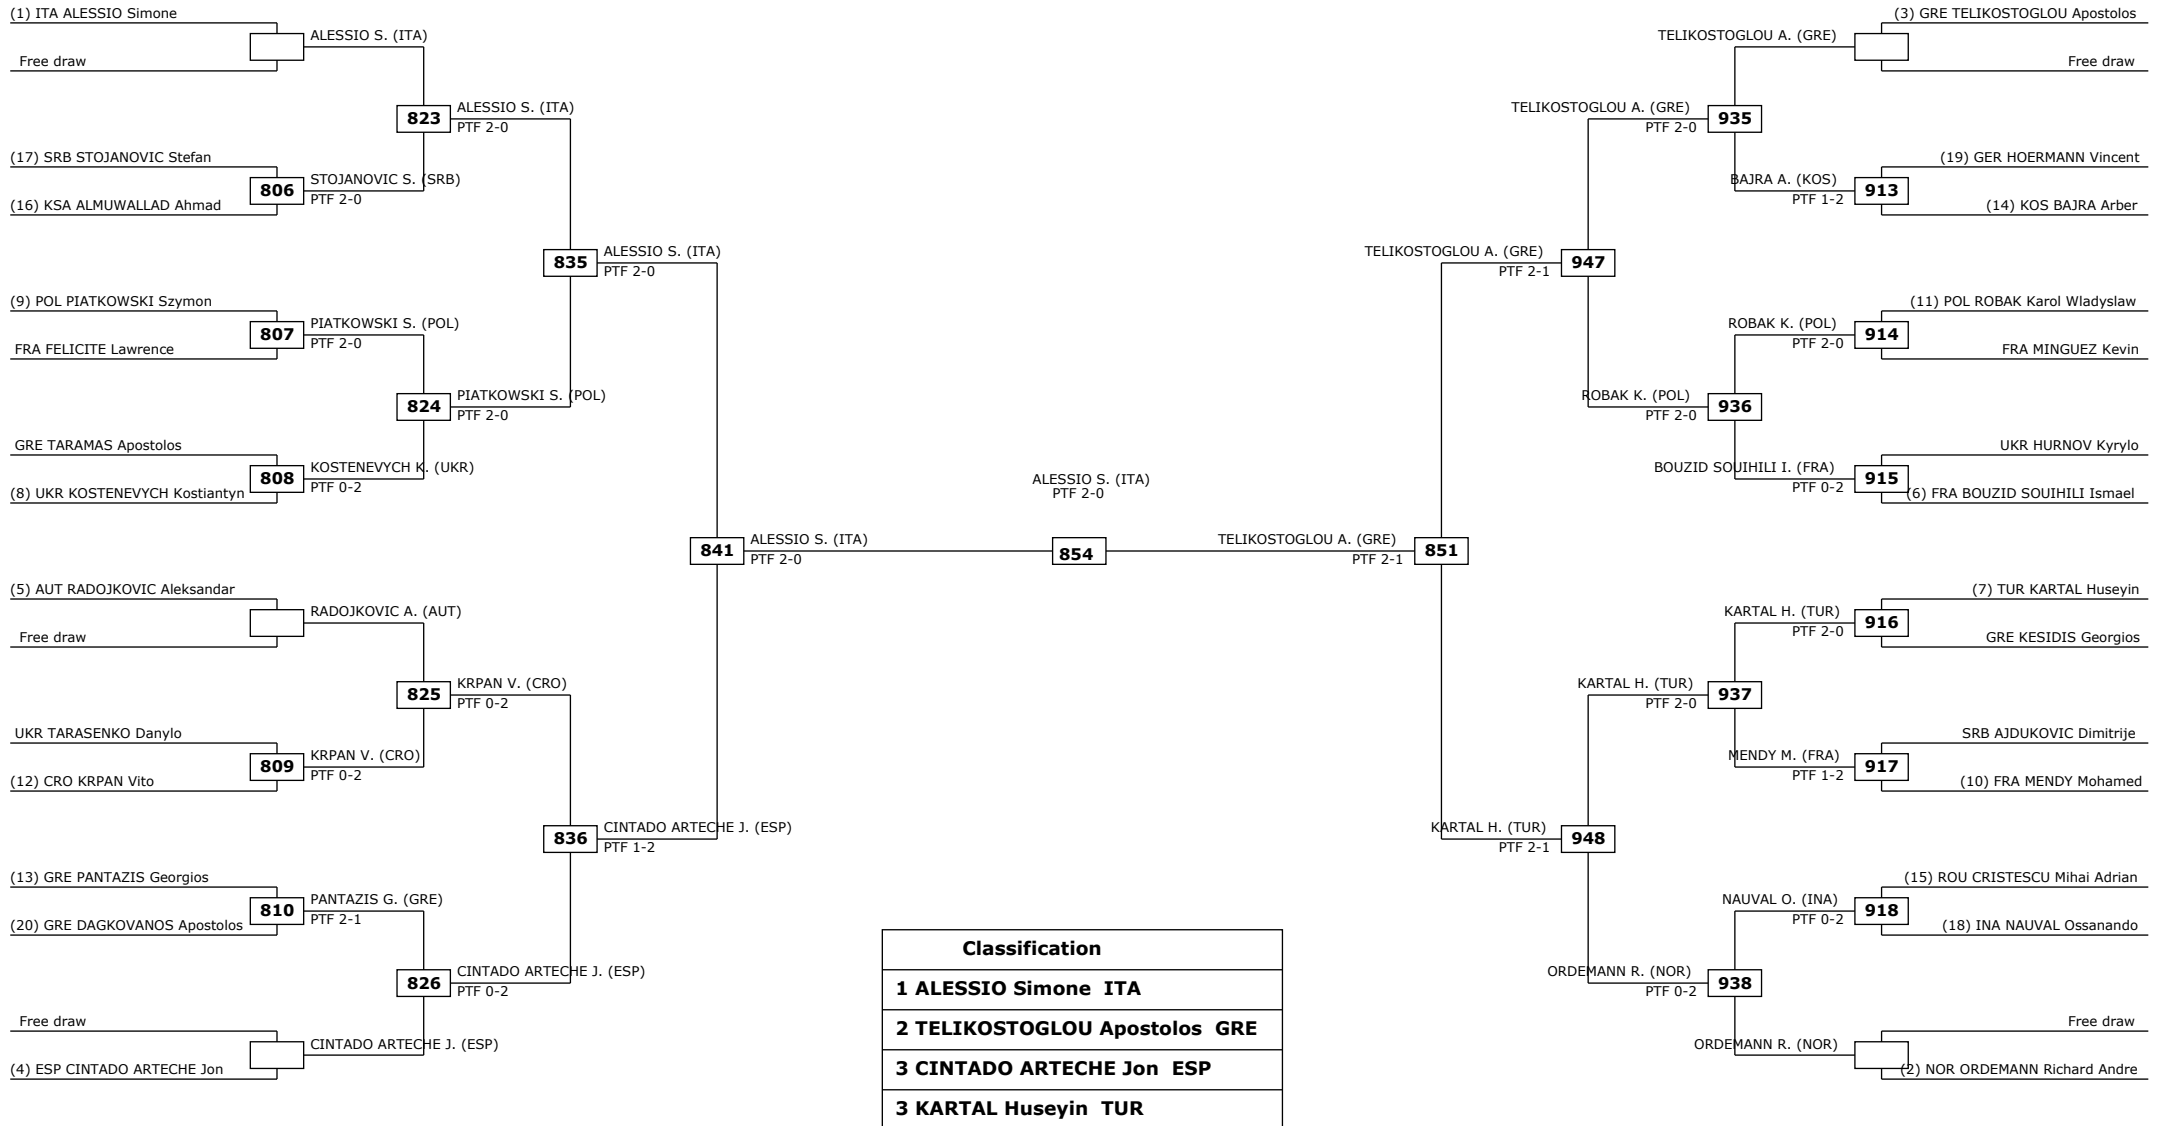 (1) ITA ALESSIO Simone
ALESSIO S. (ITA)
Free draw
ALESSIO S. (ITA)
823
PTF 2-0
(17) SRB STOJANOVIC Stefan
806
STOJANOVIC S. (SRB)
PTF 2-0
(16) KSA ALMUWALLAD Ahmad
835
ALESSIO S. (ITA)
PTF 2-0
(9) POL PIATKOWSKI Szymon
807
PIATKOWSKI S. (POL)
PTF 2-0
FRA FELICITE Lawrence
824
PIATKOWSKI S. (POL)
PTF 2-0
GRE TARAMAS Apostolos
808
KOSTENEVYCH K. (UKR)
PTF 0-2
(8) UKR KOSTENEVYCH Kostiantyn
841
ALESSIO S. (ITA)
PTF 2-0
(5) AUT RADOJKOVIC Aleksandar
RADOJKOVIC A. (AUT)
Free draw
825
KRPAN V. (CRO)
PTF 0-2
UKR TARASENKO Danylo
809
KRPAN V. (CRO)
PTF 0-2
(12) CRO KRPAN Vito
836
CINTADO ARTECHE J. (ESP)
PTF 1-2
(13) GRE PANTAZIS Georgios
810
PANTAZIS G. (GRE)
PTF 2-1
(20) GRE DAGKOVANOS Apostolos
826
CINTADO ARTECHE J. (ESP)
PTF 0-2
Free draw
CINTADO ARTECHE J. (ESP)
(4) ESP CINTADO ARTECHE Jon
ALESSIO S. (ITA)
PTF 2-0
854
(3) GRE TELIKOSTOGLOU Apostolos
TELIKOSTOGLOU A. (GRE)
Free draw
TELIKOSTOGLOU A. (GRE)
PTF 2-0
935
(19) GER HOERMANN Vincent
BAJRA A. (KOS)
PTF 1-2
913
(14) KOS BAJRA Arber
TELIKOSTOGLOU A. (GRE)
PTF 2-1
947
(11) POL ROBAK Karol Wladyslaw
ROBAK K. (POL)
PTF 2-0
914
FRA MINGUEZ Kevin
ROBAK K. (POL)
PTF 2-0
936
UKR HURNOV Kyrylo
BOUZID SOUIHILI I. (FRA)
PTF 0-2
915
(6) FRA BOUZID SOUIHILI Ismael
TELIKOSTOGLOU A. (GRE)
PTF 2-1
851
(7) TUR KARTAL Huseyin
KARTAL H. (TUR)
PTF 2-0
916
GRE KESIDIS Georgios
KARTAL H. (TUR)
PTF 2-0
937
SRB AJDUKOVIC Dimitrije
MENDY M. (FRA)
PTF 1-2
917
(10) FRA MENDY Mohamed
KARTAL H. (TUR)
PTF 2-1
948
(15) ROU CRISTESCU Mihai Adrian
NAUVAL O. (INA)
PTF 0-2
918
(18) INA NAUVAL Ossanando
ORDEMANN R. (NOR)
PTF 0-2
938
Free draw
ORDEMANN R. (NOR)
(2) NOR ORDEMANN Richard Andre
Classification
1 ALESSIO Simone ITA
2 TELIKOSTOGLOU Apostolos GRE
3 CINTADO ARTECHE Jon ESP
3 KARTAL Huseyin TUR